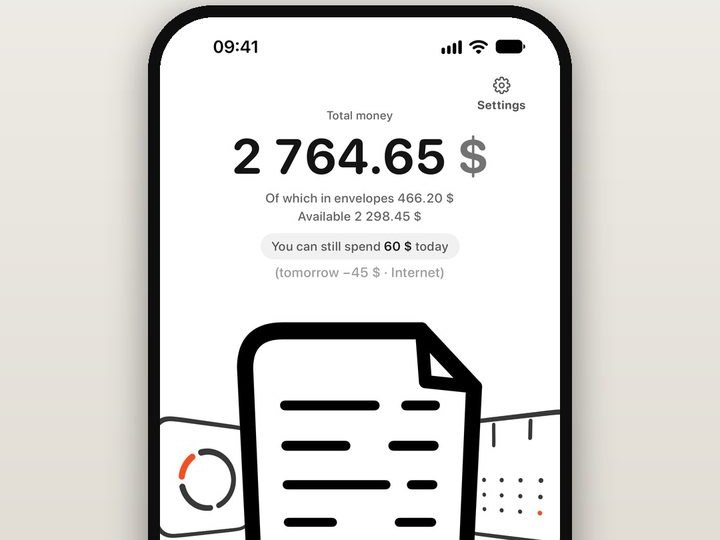 09:41
Settings
Total money
2 764.65 $
Of which in envelopes 466.20 $
Available 2 298.45 $
You can still spend 60 $ today
(tomorrow −45 $ · Internet)